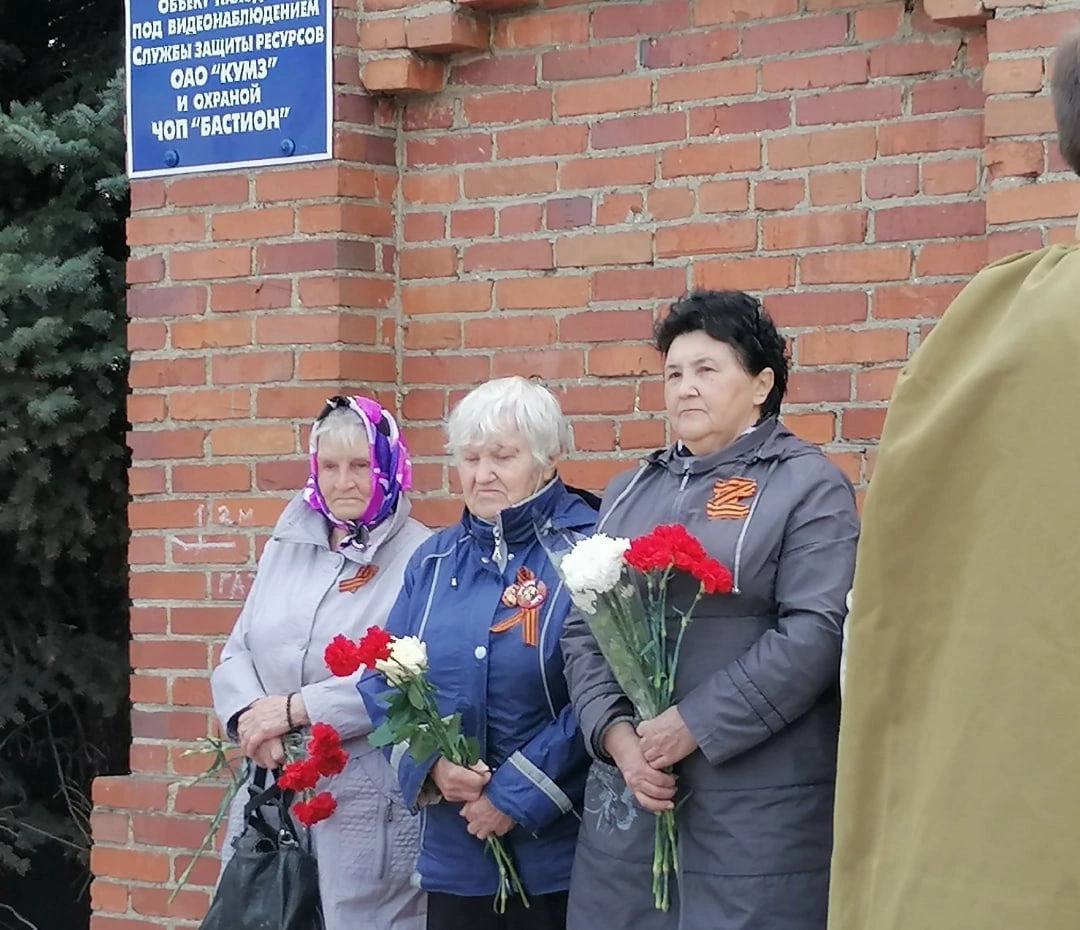 ПОД ВИДЕОНАБЛЮДЕНИЕМ
СЛУЖБЫ ЗАЩИТЫ РЕСУРСОВ
ОАО "КУМЗ"
И ОХРАНОЙ
ЧОП "БАСТИОН"